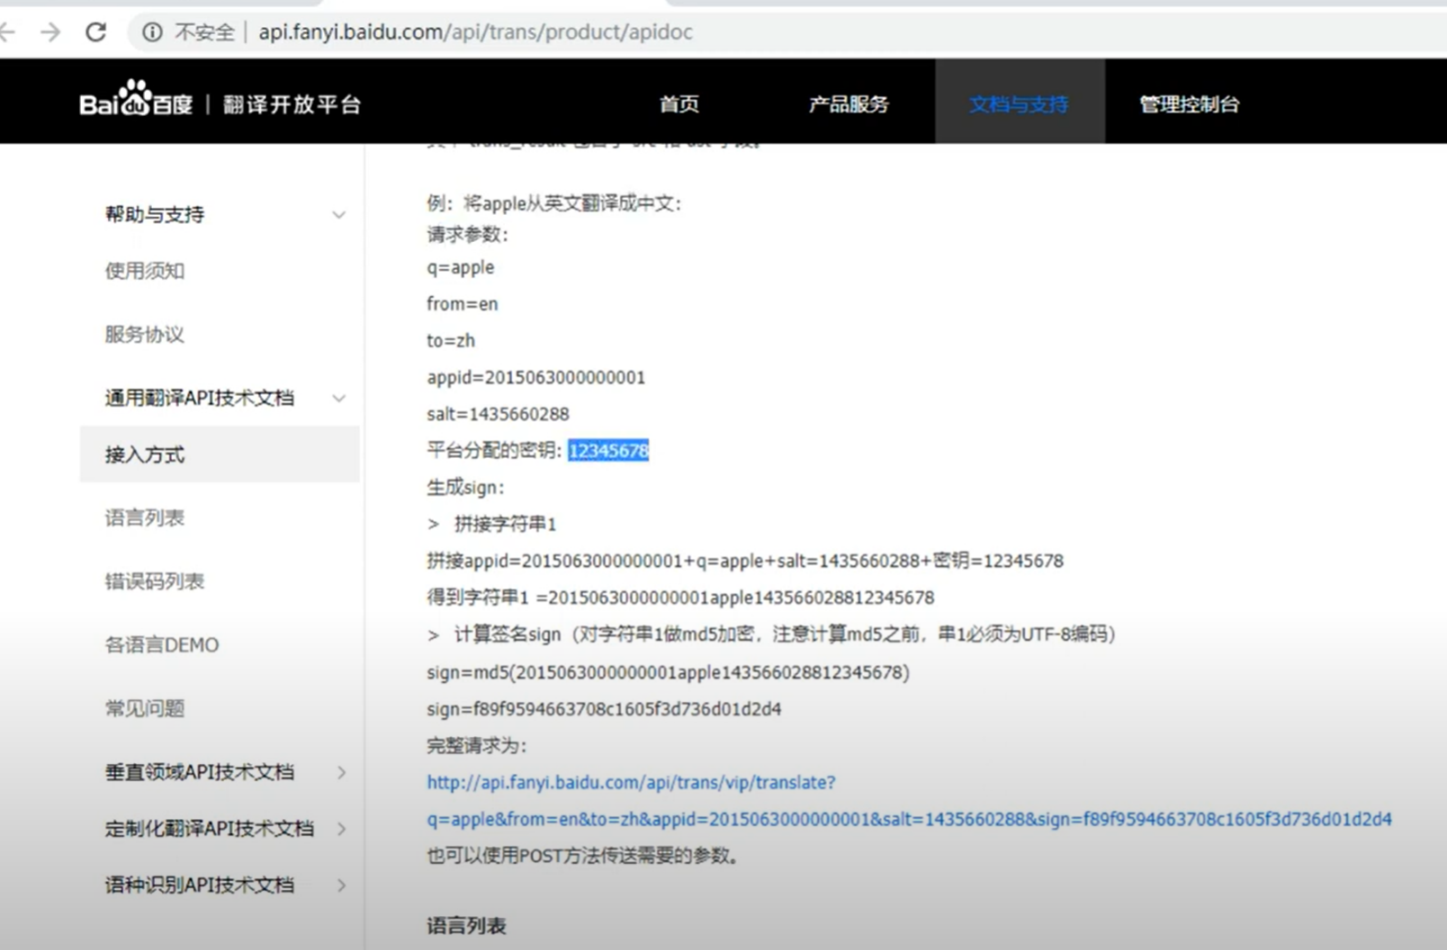 不安全 api.fanyi.baidu.com/api/trans/product/apidoc
Bai du 百度 | 翻译开放平台 首页 产品服务 文档与支持 管理控制台
帮助与支持
使用须知
服务协议
通用翻译API技术文档
接入方式
语言列表
错误码列表
各语言DEMO
常见问题
垂直领域API技术文档
定制化翻译API技术文档
语种识别API技术文档
例：将apple从英文翻译成中文：
请求参数：
q=apple
from=en
to=zh
appid=2015063000000001
salt=1435660288
平台分配的密钥: 12345678
生成sign：
> 拼接字符串1
拼接appid=2015063000000001+q=apple+salt=1435660288+密钥=12345678
得到字符串1 =2015063000000001apple143566028812345678
> 计算签名sign（对字符串1做md5加密，注意计算md5之前，串1必须为UTF-8编码）
sign=md5(2015063000000001apple143566028812345678)
sign=f89f9594663708c1605f3d736d01d2d4
完整请求为：
http://api.fanyi.baidu.com/api/trans/vip/translate?
q=apple&from=en&to=zh&appid=2015063000000001&salt=1435660288&sign=f89f9594663708c1605f3d736d01d2d4
也可以使用POST方法传送需要的参数。
语言列表